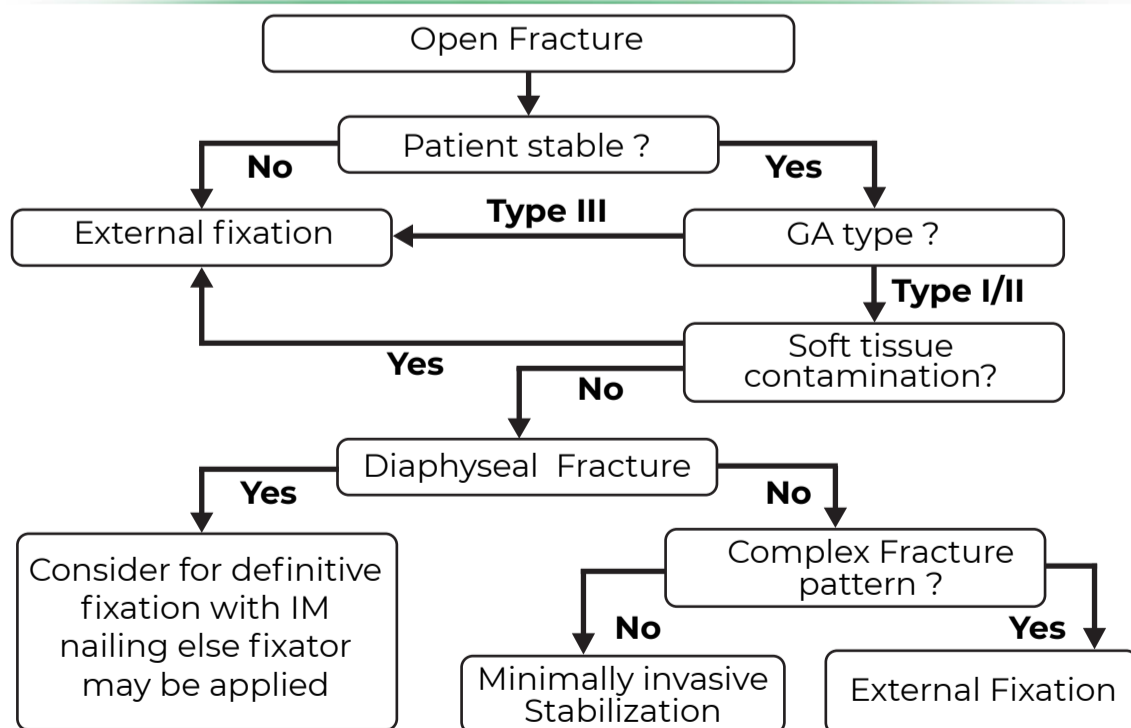 Open Fracture
Patient stable ?
No
Yes
Type III
External fixation
GA type ?
Type I/II
Soft tissue
contamination?
Yes
No
Diaphyseal Fracture
Yes
No
Consider for definitive
fixation with IM
nailing else fixator
may be applied
Complex Fracture
pattern ?
No
Yes
Minimally invasive
Stabilization
External Fixation